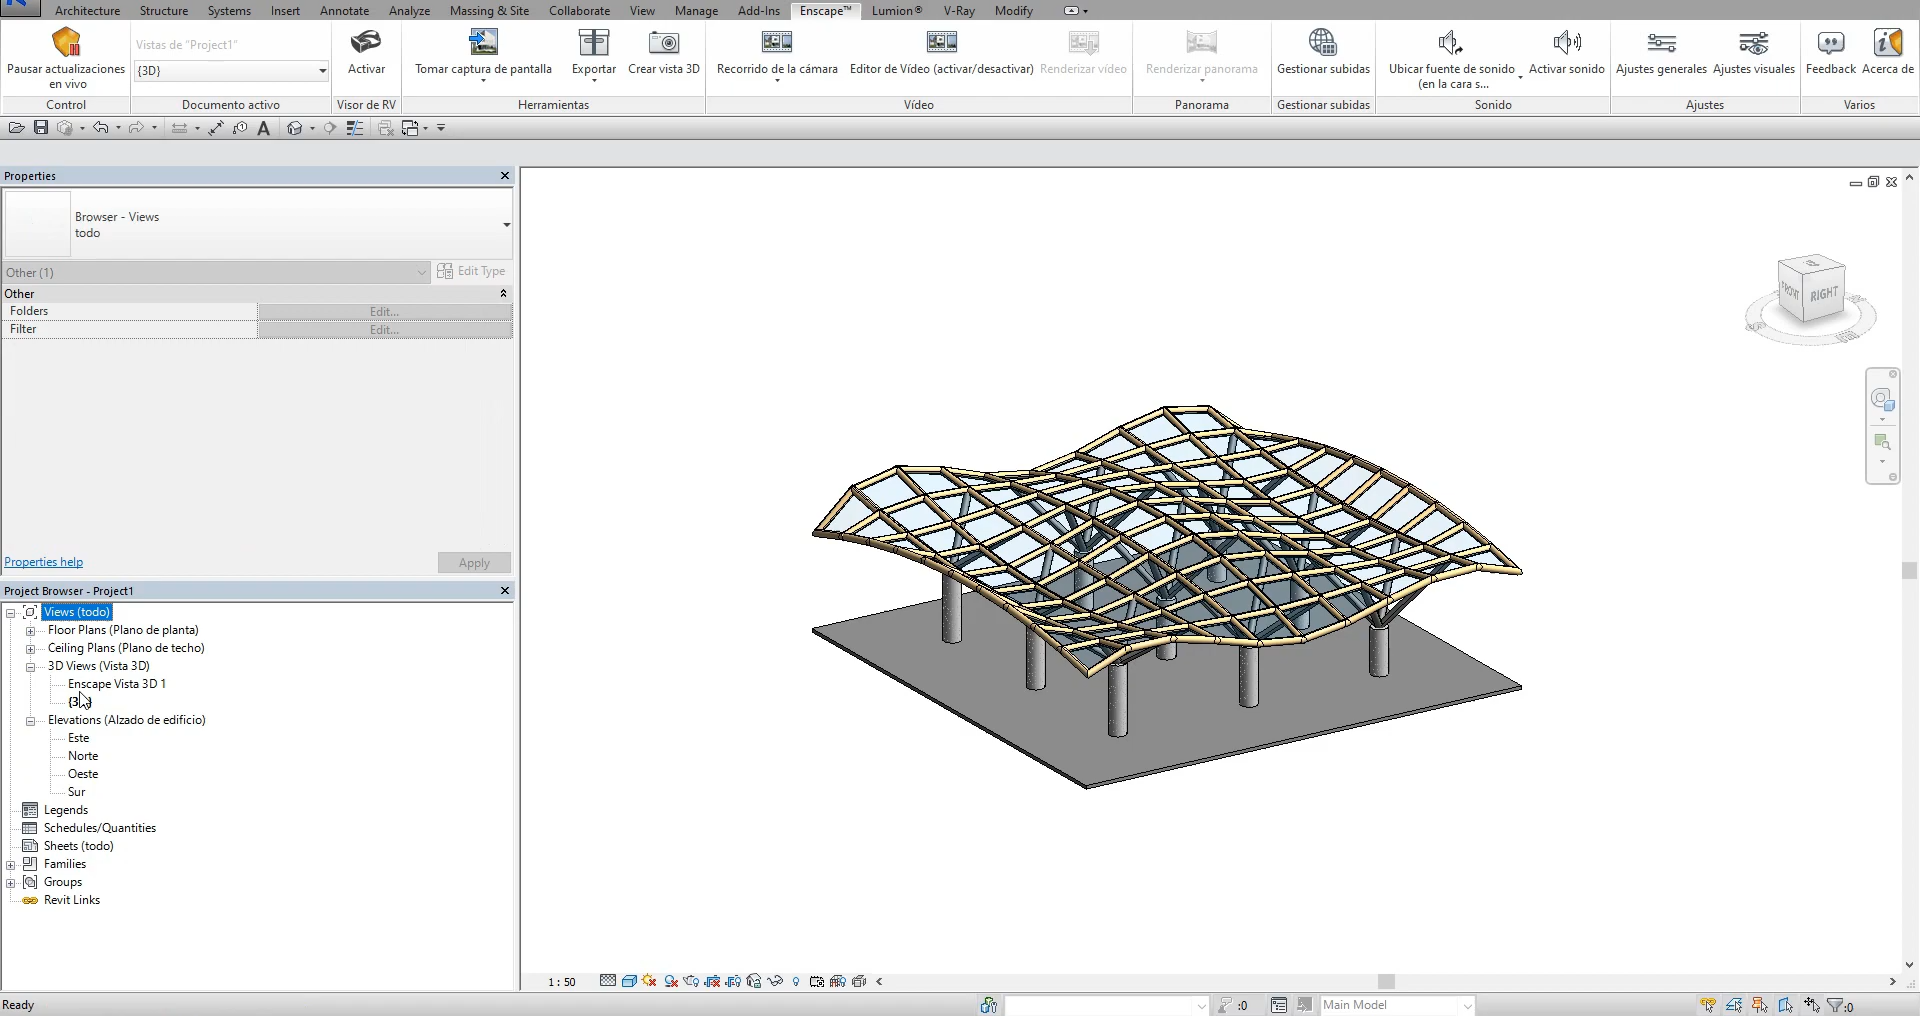 Architecture Structure Systems Insert Annotate Analyze Massing & Site Collaborate View Manage Add-Ins Enscape™ Lumion® V-Ray Modify
Pausar actualizaciones en vivo
Control
Vistas de "Project1"
{3D}
Documento activo
Activar
Visor de RV
Tomar captura de pantalla Exportar Crear vista 3D
Herramientas
Recorrido de la cámara Editor de Vídeo (activar/desactivar) Renderizar vídeo
Vídeo
Renderizar panorama
Panorama
Gestionar subidas
Gestionar subidas
Ubicar fuente de sonido (en la cara s... Activar sonido
Sonido
Ajustes generales Ajustes visuales
Ajustes
Feedback Acerca de
Varios
Properties
Browser - Views
todo
Other (1) Edit Type
Other
Folders Edit...
Filter Edit...
Properties help Apply
Project Browser - Project1
Views (todo)
Floor Plans (Plano de planta)
Ceiling Plans (Plano de techo)
3D Views (Vista 3D)
Enscape Vista 3D 1
Elevations (Alzado de edificio)
Este
Norte
Oeste
Sur
Legends
Schedules/Quantities
Sheets (todo)
Families
Groups
Revit Links
FRONT RIGHT
1 : 50
Ready :0 Main Model :0